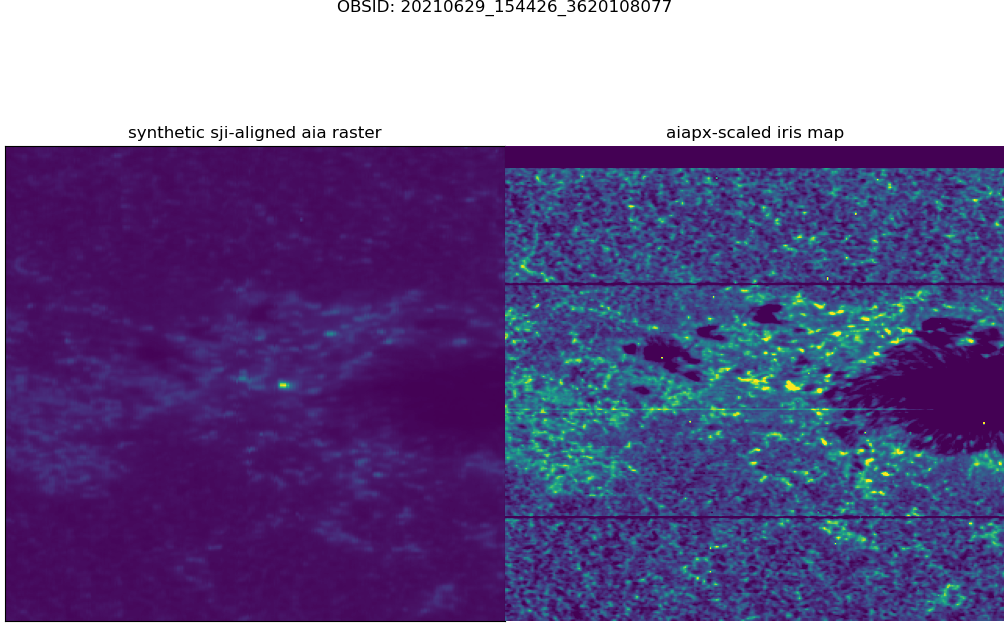 OBSID: 20210629_154426_3620108077
synthetic sji-aligned aia raster
aiapx-scaled iris map